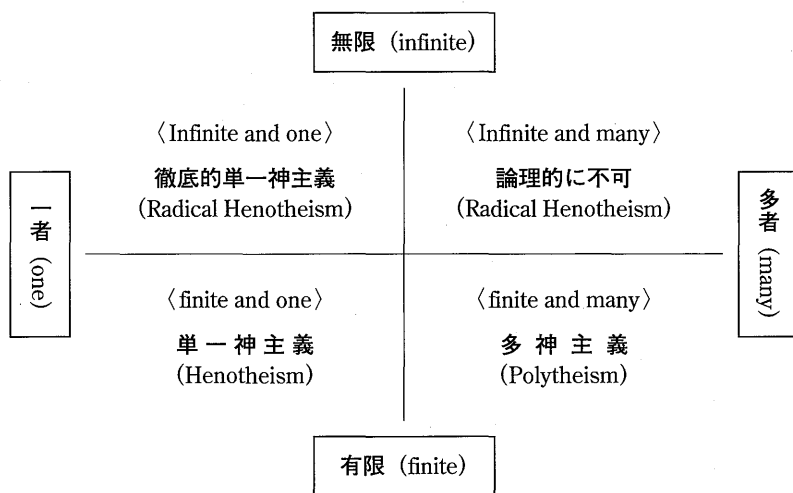 無限 (infinite)
〈Infinite and one〉
徹底的単一神主義
(Radical Henotheism)
〈Infinite and many〉
論理的に不可
(Radical Henotheism)
一者 (one)
多者 (many)
〈finite and one〉
単一神主義
(Henotheism)
〈finite and many〉
多神主義
(Polytheism)
有限 (finite)